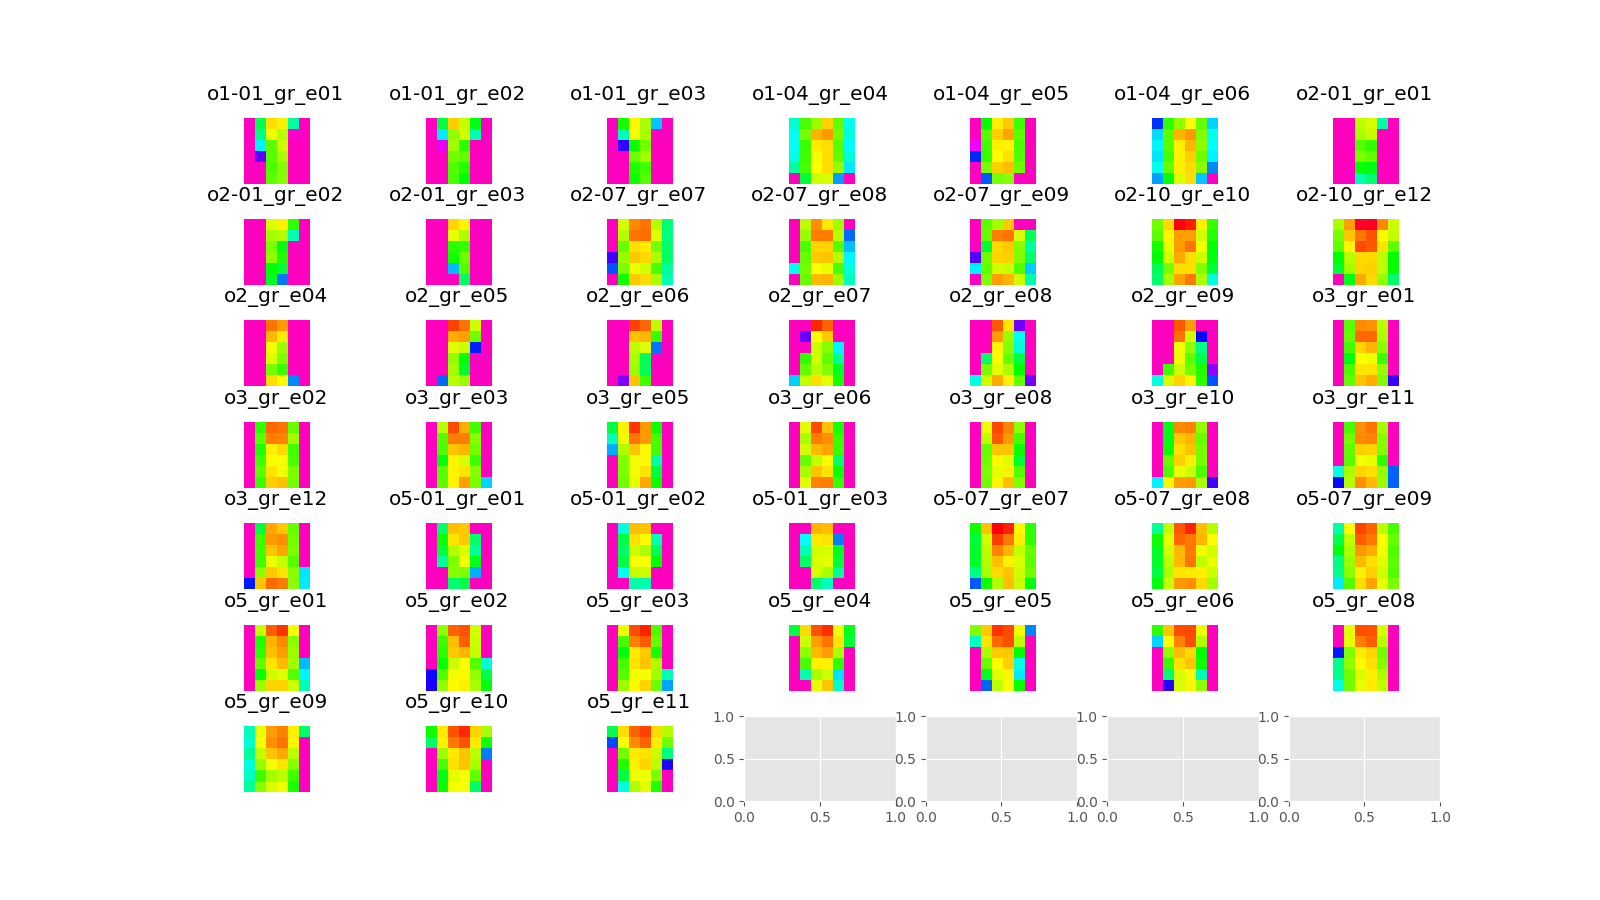 o1-01_gr_e01 o1-01_gr_e02 o1-01_gr_e03 o1-04_gr_e04 o1-04_gr_e05 o1-04_gr_e06 o2-01_gr_e01
o2-01_gr_e02 o2-01_gr_e03 o2-07_gr_e07 o2-07_gr_e08 o2-07_gr_e09 o2-10_gr_e10 o2-10_gr_e12
o2_gr_e04 o2_gr_e05 o2_gr_e06 o2_gr_e07 o2_gr_e08 o2_gr_e09 o3_gr_e01
o3_gr_e02 o3_gr_e03 o3_gr_e05 o3_gr_e06 o3_gr_e08 o3_gr_e10 o3_gr_e11
o3_gr_e12 o5-01_gr_e01 o5-01_gr_e02 o5-01_gr_e03 o5-07_gr_e07 o5-07_gr_e08 o5-07_gr_e09
o5_gr_e01 o5_gr_e02 o5_gr_e03 o5_gr_e04 o5_gr_e05 o5_gr_e06 o5_gr_e08
o5_gr_e09 o5_gr_e10 o5_gr_e11
1.0 1.0 1.0 1.0
0.5 0.5 0.5 0.5
0.0 0.0 0.0 0.0
0.0 0.5 1.0 0.0 0.5 1.0 0.0 0.5 1.0 0.0 0.5 1.0